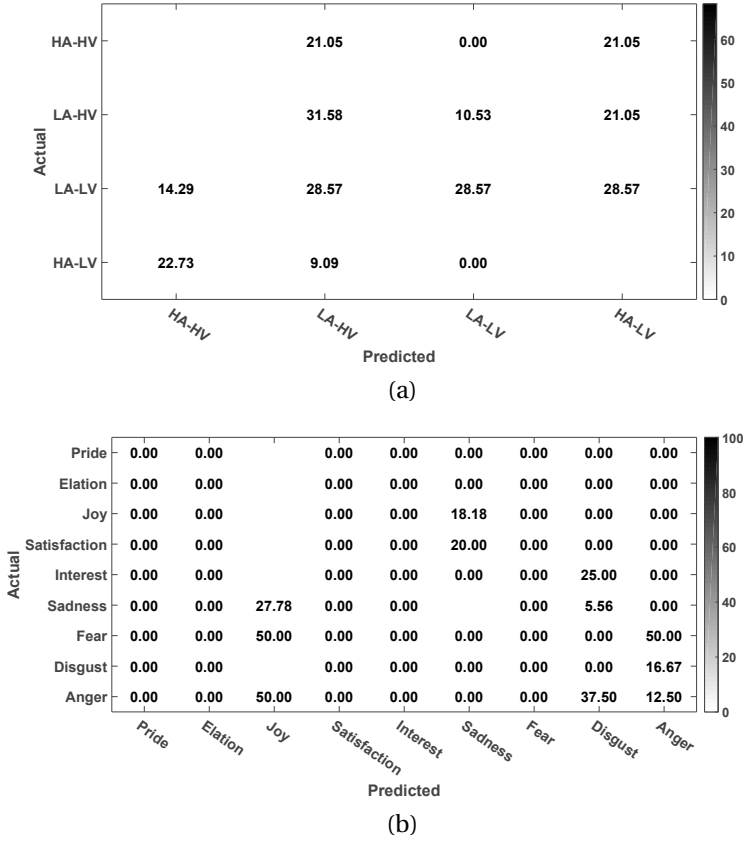 HA-HV 21.05 0.00 21.05 60
LA-HV 31.58 10.53 21.05 50
40
LA-LV 14.29 28.57 28.57 28.57 30
20
HA-LV 22.73 9.09 0.00 10
0
Actual
HA-HV LA-HV LA-LV HA-LV
Predicted
(a)
Pride 0.00 0.00 0.00 0.00 0.00 0.00 0.00 0.00 100
Elation 0.00 0.00 0.00 0.00 0.00 0.00 0.00 0.00
Joy 0.00 0.00 0.00 0.00 18.18 0.00 0.00 0.00 80
Satisfaction 0.00 0.00 0.00 0.00 20.00 0.00 0.00 0.00
Interest 0.00 0.00 0.00 0.00 0.00 0.00 25.00 0.00 60
Sadness 0.00 0.00 27.78 0.00 0.00 0.00 5.56 0.00 40
Fear 0.00 0.00 50.00 0.00 0.00 0.00 0.00 0.00 50.00
Disgust 0.00 0.00 0.00 0.00 0.00 0.00 0.00 16.67 20
Anger 0.00 0.00 50.00 0.00 0.00 0.00 0.00 37.50 12.50 0
Actual
Pride Elation Joy Satisfaction Interest Sadness Fear Disgust Anger
Predicted
(b)